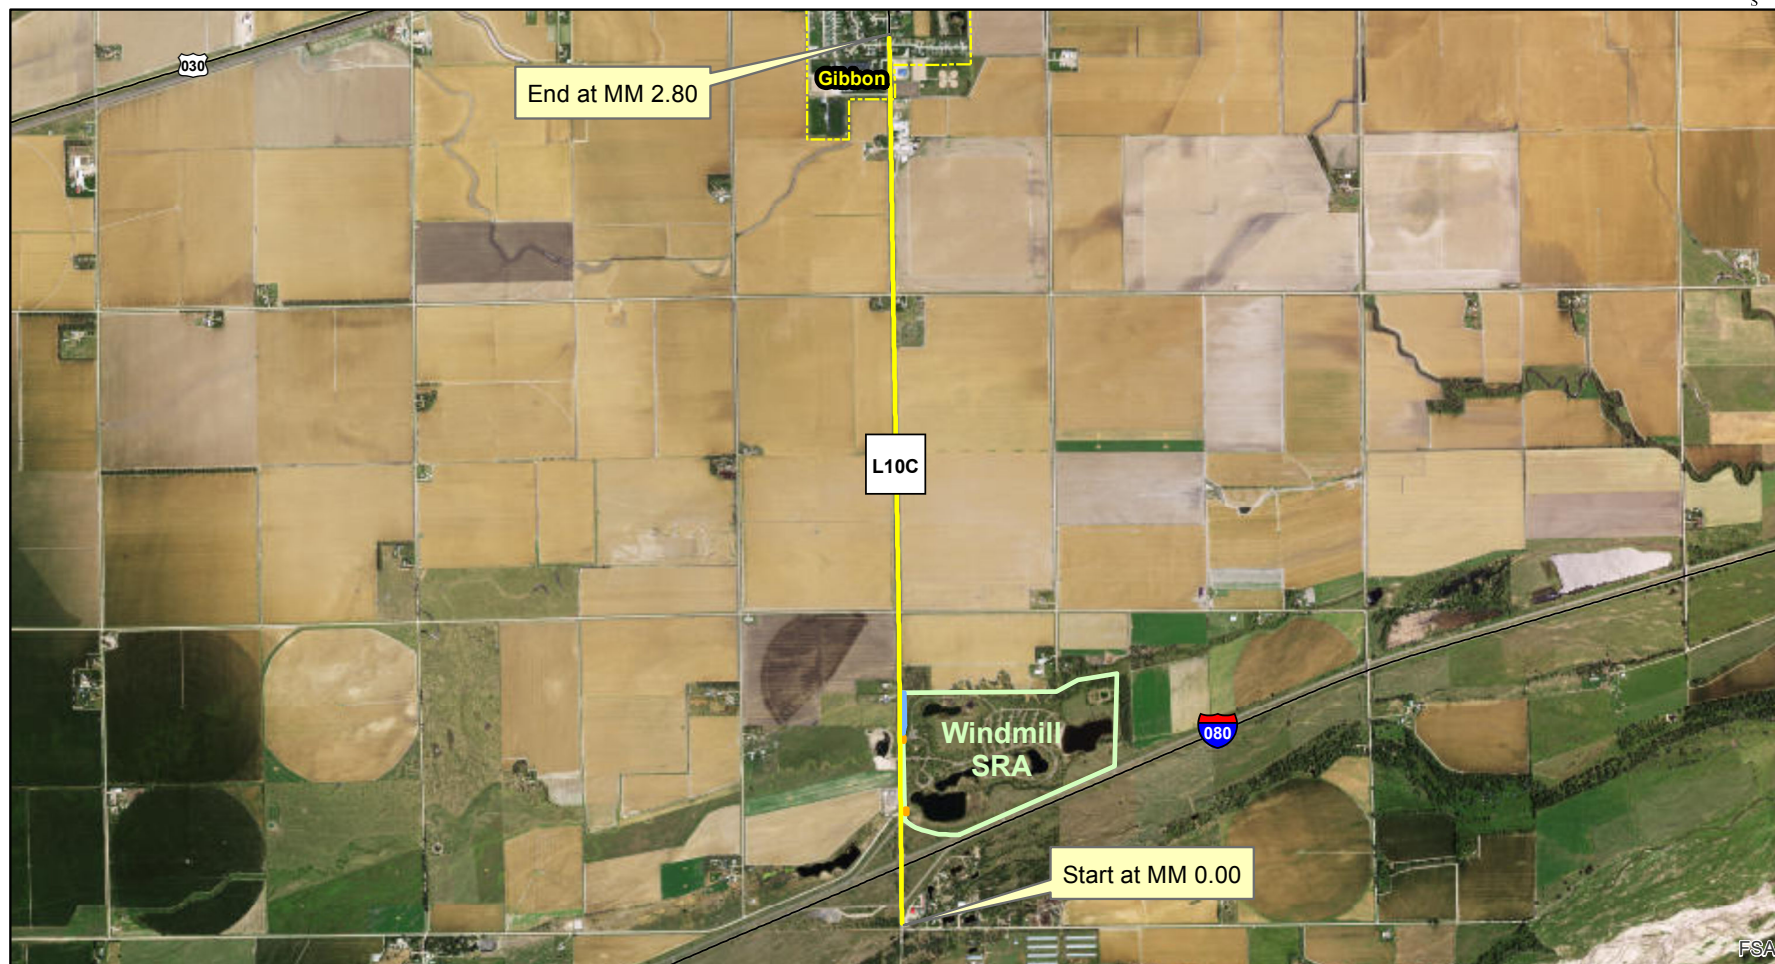 S
030
End at MM 2.80
Gibbon
L10C
Windmill
SRA
080
Start at MM 0.00
FSA